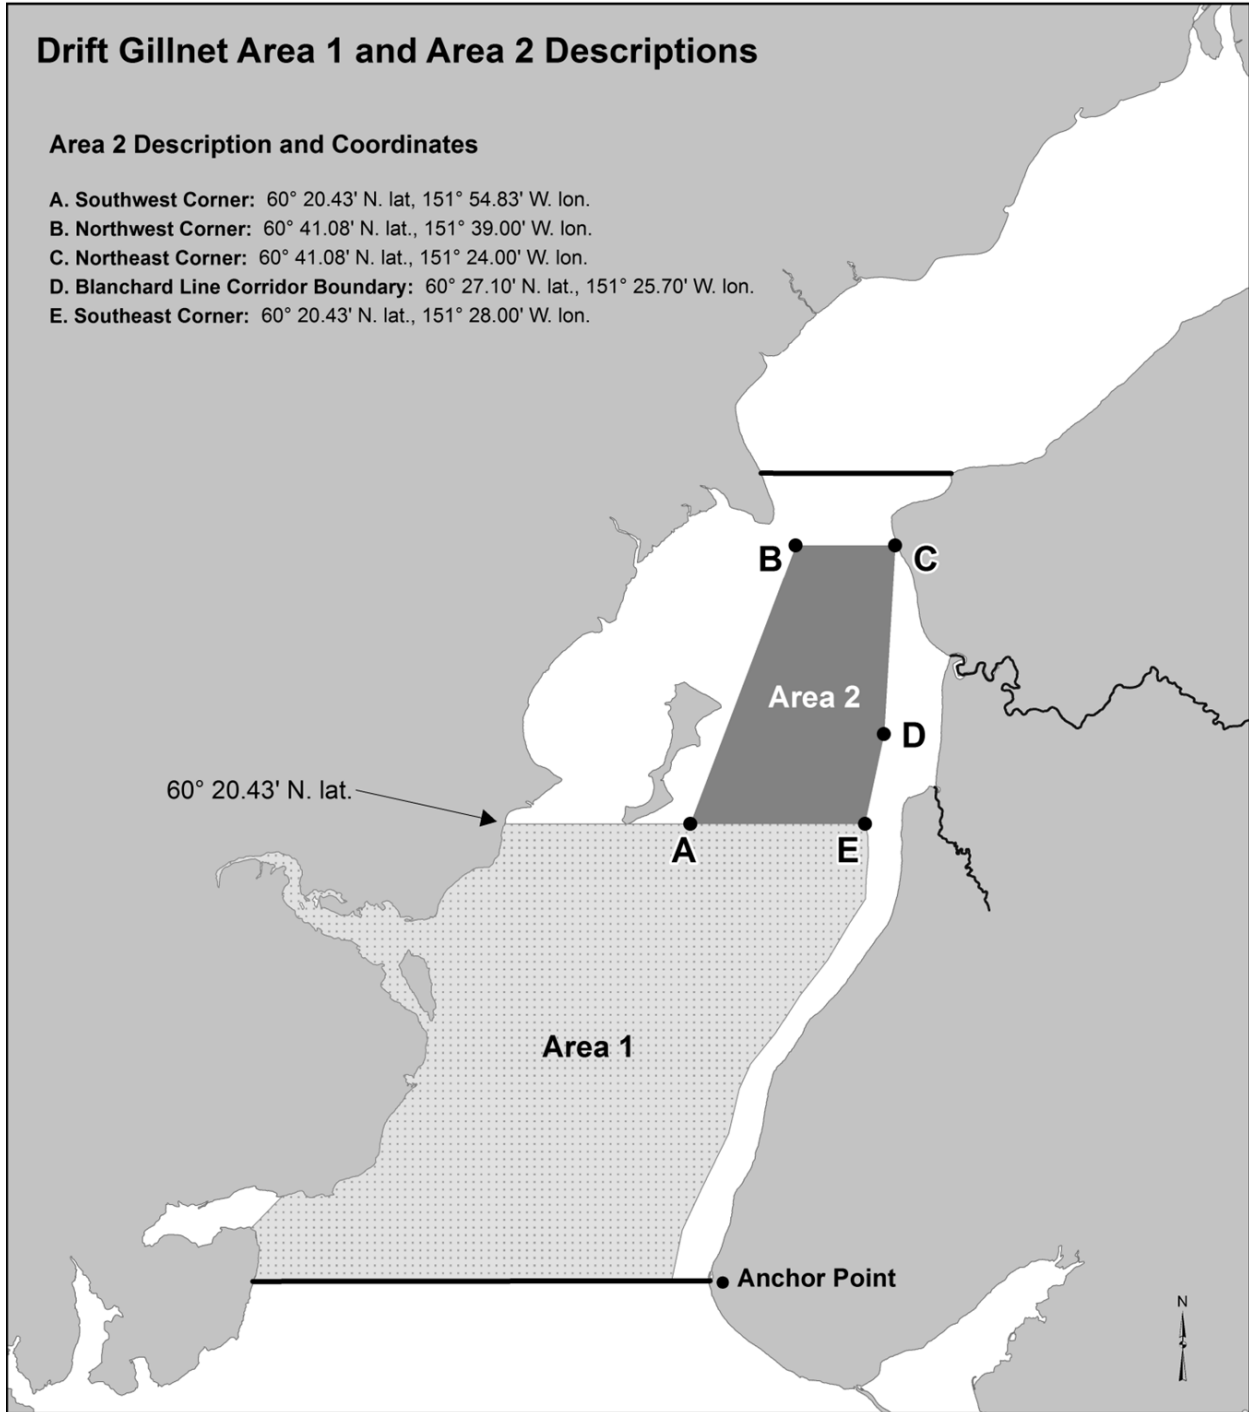 Drift Gillnet Area 1 and Area 2 Descriptions
Area 2 Description and Coordinates
A. Southwest Corner: 60° 20.43' N. lat, 151° 54.83' W. lon.
B. Northwest Corner: 60° 41.08' N. lat., 151° 39.00' W. lon.
C. Northeast Corner: 60° 41.08' N. lat., 151° 24.00' W. lon.
D. Blanchard Line Corridor Boundary: 60° 27.10' N. lat., 151° 25.70' W. lon.
E. Southeast Corner: 60° 20.43' N. lat., 151° 28.00' W. lon.
B
C
Area 2
D
60° 20.43' N. lat.
A
E
Area 1
Anchor Point
N